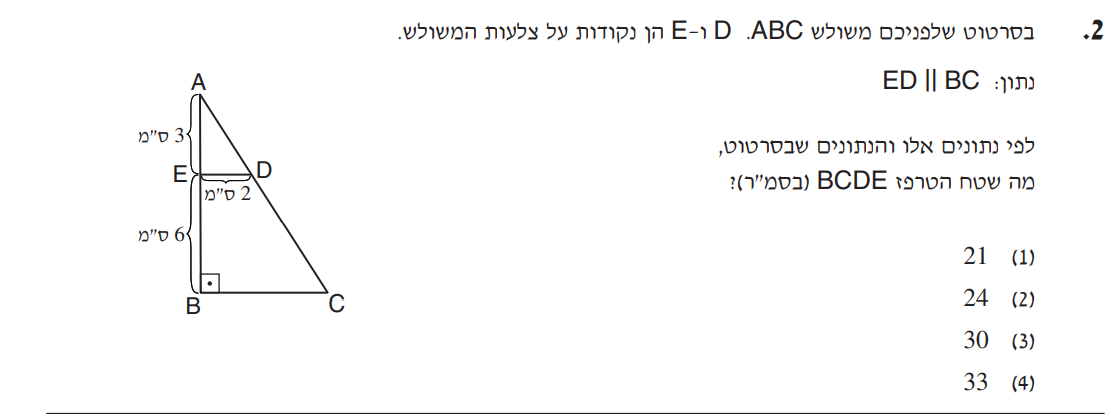 2. בסרטוט שלפניכם משולש ABC. D ו-E הן נקודות על צלעות המשולש.
נתון: ED || BC
לפי נתונים אלו והנתונים שבסרטוט,
מה שטח הטרפז BCDE (בסמ"ר)?
(1) 21
(2) 24
(3) 30
(4) 33
A
3 ס"מ
E
D
2 ס"מ
6 ס"מ
B
C